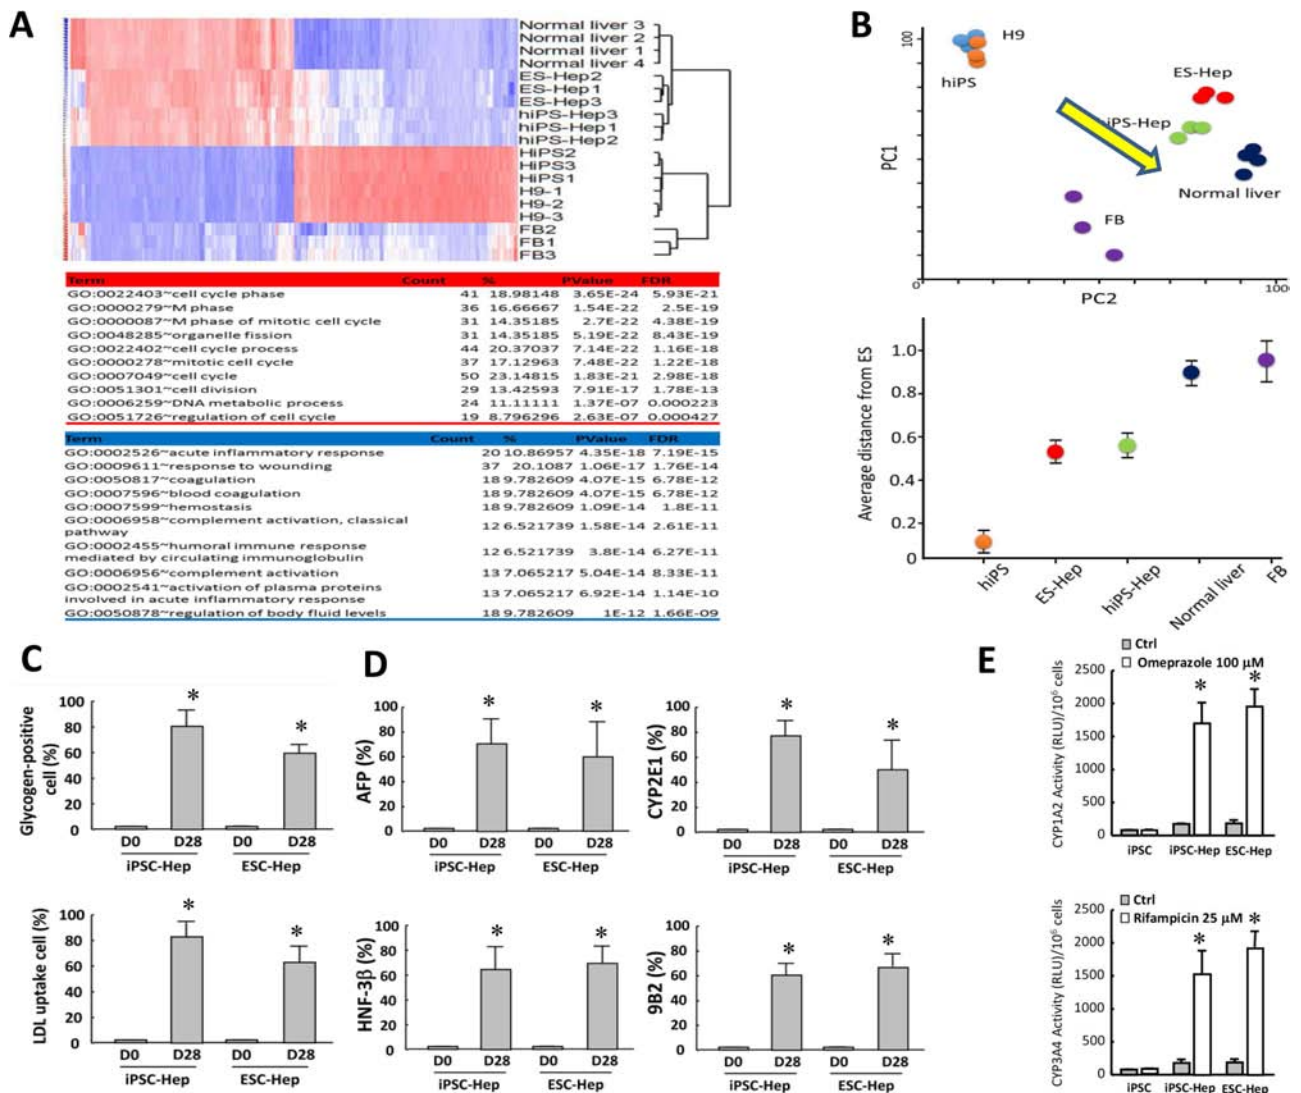 A
Normal liver 3
Normal liver 2
Normal liver 1
Normal liver 4
ES-Hep2
ES-Hep1
ES-Hep3
hiPS-Hep3
hiPS-Hep1
hiPS-Hep2
HiPS2
HiPS3
HiPS1
H9-1
H9-2
H9-3
FB2
FB1
FB3
Term Count % PValue FDR
GO:0022403~cell cycle phase 41 18.98148 3.65E-24 5.93E-21
GO:0000279~M phase 36 16.66667 1.54E-22 2.5E-19
GO:0000087~M phase of mitotic cell cycle 31 14.35185 2.7E-22 4.38E-19
GO:0048285~organelle fission 31 14.35185 5.19E-22 8.43E-19
GO:0022402~cell cycle process 44 20.37037 7.14E-22 1.16E-18
GO:0000278~mitotic cell cycle 37 17.12963 7.48E-22 1.22E-18
GO:0007049~cell cycle 50 23.14815 1.83E-21 2.98E-18
GO:0051301~cell division 29 13.42593 7.91E-17 1.78E-13
GO:0006259~DNA metabolic process 24 11.11111 1.37E-07 0.000223
GO:0051726~regulation of cell cycle 19 8.796296 2.63E-07 0.000427
Term Count % PValue FDR
GO:0002526~acute inflammatory response 20 10.86957 4.35E-18 7.19E-15
GO:0009611~response to wounding 37 20.1087 1.06E-17 1.76E-14
GO:0050817~coagulation 18 9.782609 4.07E-15 6.78E-12
GO:0007596~blood coagulation 18 9.782609 4.07E-15 6.78E-12
GO:0007599~hemostasis 18 9.782609 1.09E-14 1.8E-11
GO:0006958~complement activation, classical
pathway 12 6.521739 1.58E-14 2.61E-11
GO:0002455~humoral immune response
mediated by circulating immunoglobulin 12 6.521739 3.8E-14 6.27E-11
GO:0006956~complement activation 13 7.065217 5.04E-14 8.33E-11
GO:0002541~activation of plasma proteins
involved in acute inflammatory response 13 7.065217 6.92E-14 1.14E-10
GO:0050878~regulation of body fluid levels 18 9.782609 1E-12 1.66E-09
B
100
PC1
H9
hiPS
ES-Hep
iPS-Hep
Normal liver
FB
0
PC2
100
Average distance from ES
1.0
0.8
0.6
0.4
0.2
0
hiPS
ES-Hep
hiPS-Hep
Normal liver
FB
C
Glycogen-positive
cell (%)
100
80
60
40
20
0
*
*
D0 D28 D0 D28
iPSC-Hep ESC-Hep
LDL uptake cell (%)
100
80
60
40
20
0
*
*
D0 D28 D0 D28
iPSC-Hep ESC-Hep
D
AFP (%)
100
80
60
40
20
0
*
*
D0 D28 D0 D28
iPSC-Hep ESC-Hep
CYP2E1 (%)
100
80
60
40
20
0
*
*
D0 D28 D0 D28
iPSC-Hep ESC-Hep
HNF-3β (%)
100
80
60
40
20
0
*
*
D0 D28 D0 D28
iPSC-Hep ESC-Hep
9B2 (%)
100
80
60
40
20
0
*
*
D0 D28 D0 D28
iPSC-Hep ESC-Hep
E
Ctrl
Omeprazole 100 μM
CYP1A2 Activity (RLU)/10⁶ cells
2500
2000
1500
1000
500
0
*
*
iPSC iPSC-Hep ESC-Hep
Ctrl
Rifampicin 25 μM
CYP3A4 Activity (RLU)/10⁶ cells
2500
2000
1500
1000
500
0
*
*
iPSC iPSC-Hep ESC-Hep